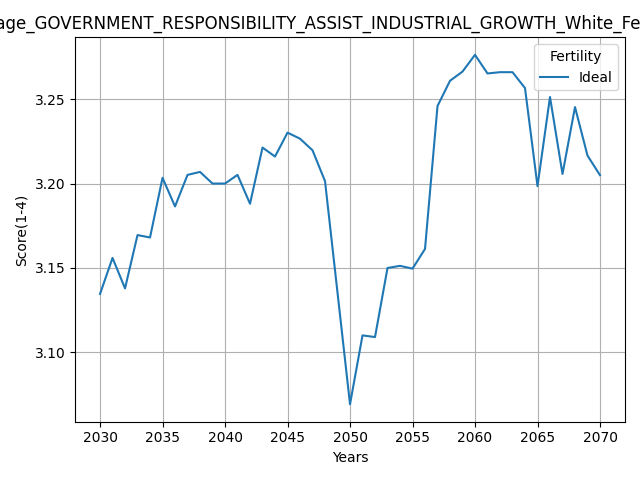 age_GOVERNMENT_RESPONSIBILITY_ASSIST_INDUSTRIAL_GROWTH_White_Fe
Fertility
Ideal
Score(1-4)
3.25
3.20
3.15
3.10
2030 2035 2040 2045 2050 2055 2060 2065 2070
Years